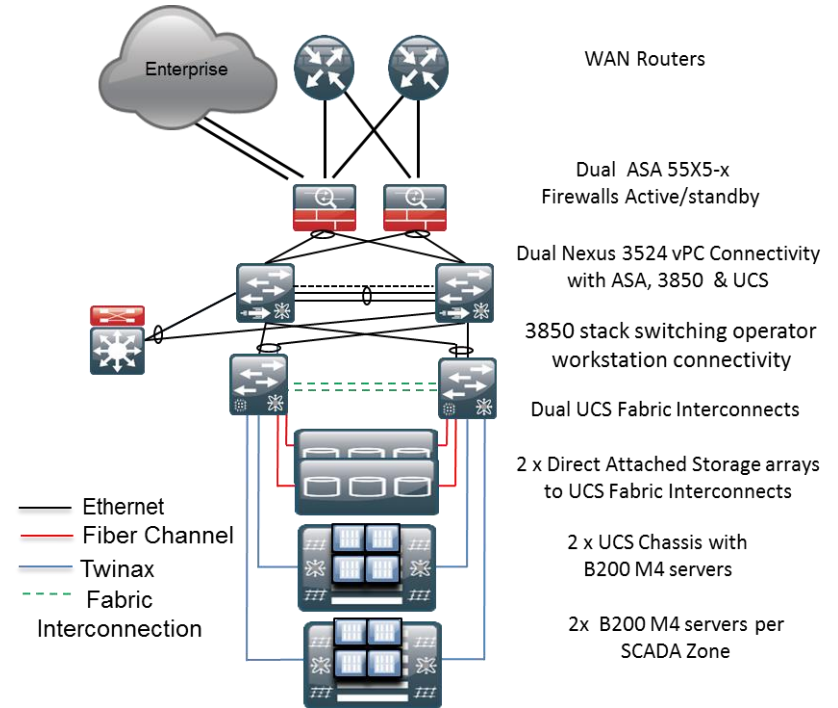 Enterprise
WAN Routers
Dual ASA 55X5-x
Firewalls Active/standby
Dual Nexus 3524 vPC Connectivity
with ASA, 3850 & UCS
3850 stack switching operator
workstation connectivity
Dual UCS Fabric Interconnects
2 x Direct Attached Storage arrays
to UCS Fabric Interconnects
2 x UCS Chassis with
B200 M4 servers
2x B200 M4 servers per
SCADA Zone
Ethernet
Fiber Channel
Twinax
Fabric
Interconnection